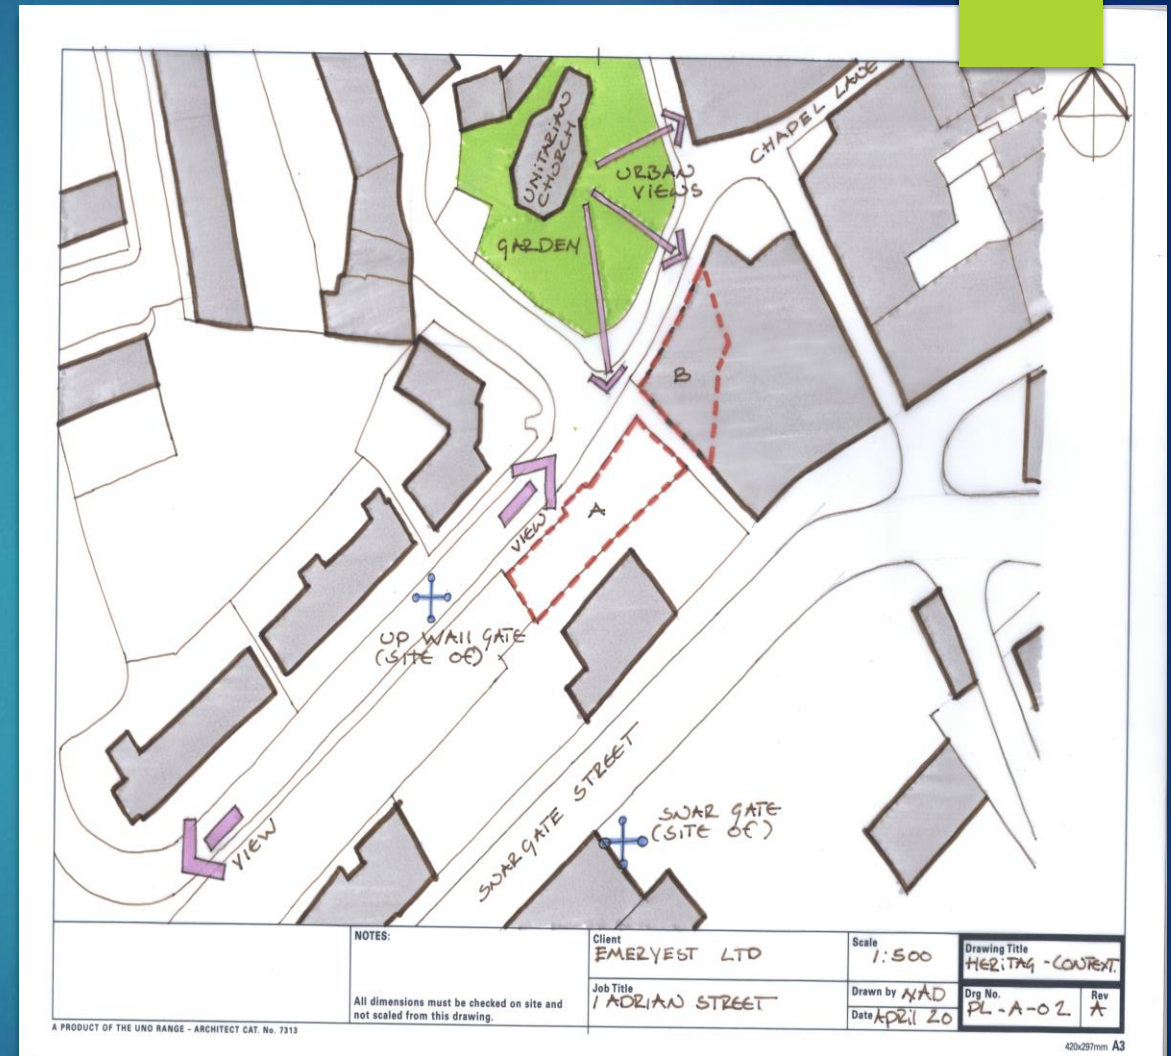 UNITARIAN
CHURCH
CHAPEL LANE
URBAN
VIEWS
GARDEN
B
A
VIEW
UP WALL GATE
(SITE OF)
SNAR GATE
(SITE OF)
SNARGATE STREET
VIEW
NOTES:
All dimensions must be checked on site and
not scaled from this drawing.
Client
EMERYEST LTD
Job Title
1 ADRIAN STREET
Scale
1:500
Drawn by NAD
Date APRIL 20
Drawing Title
HERITAG-CONTEXT.
Drg No.
PL-A-02
Rev
A
A PRODUCT OF THE UNO RANGE - ARCHITECT CAT. No. 7313
420x297mm A3